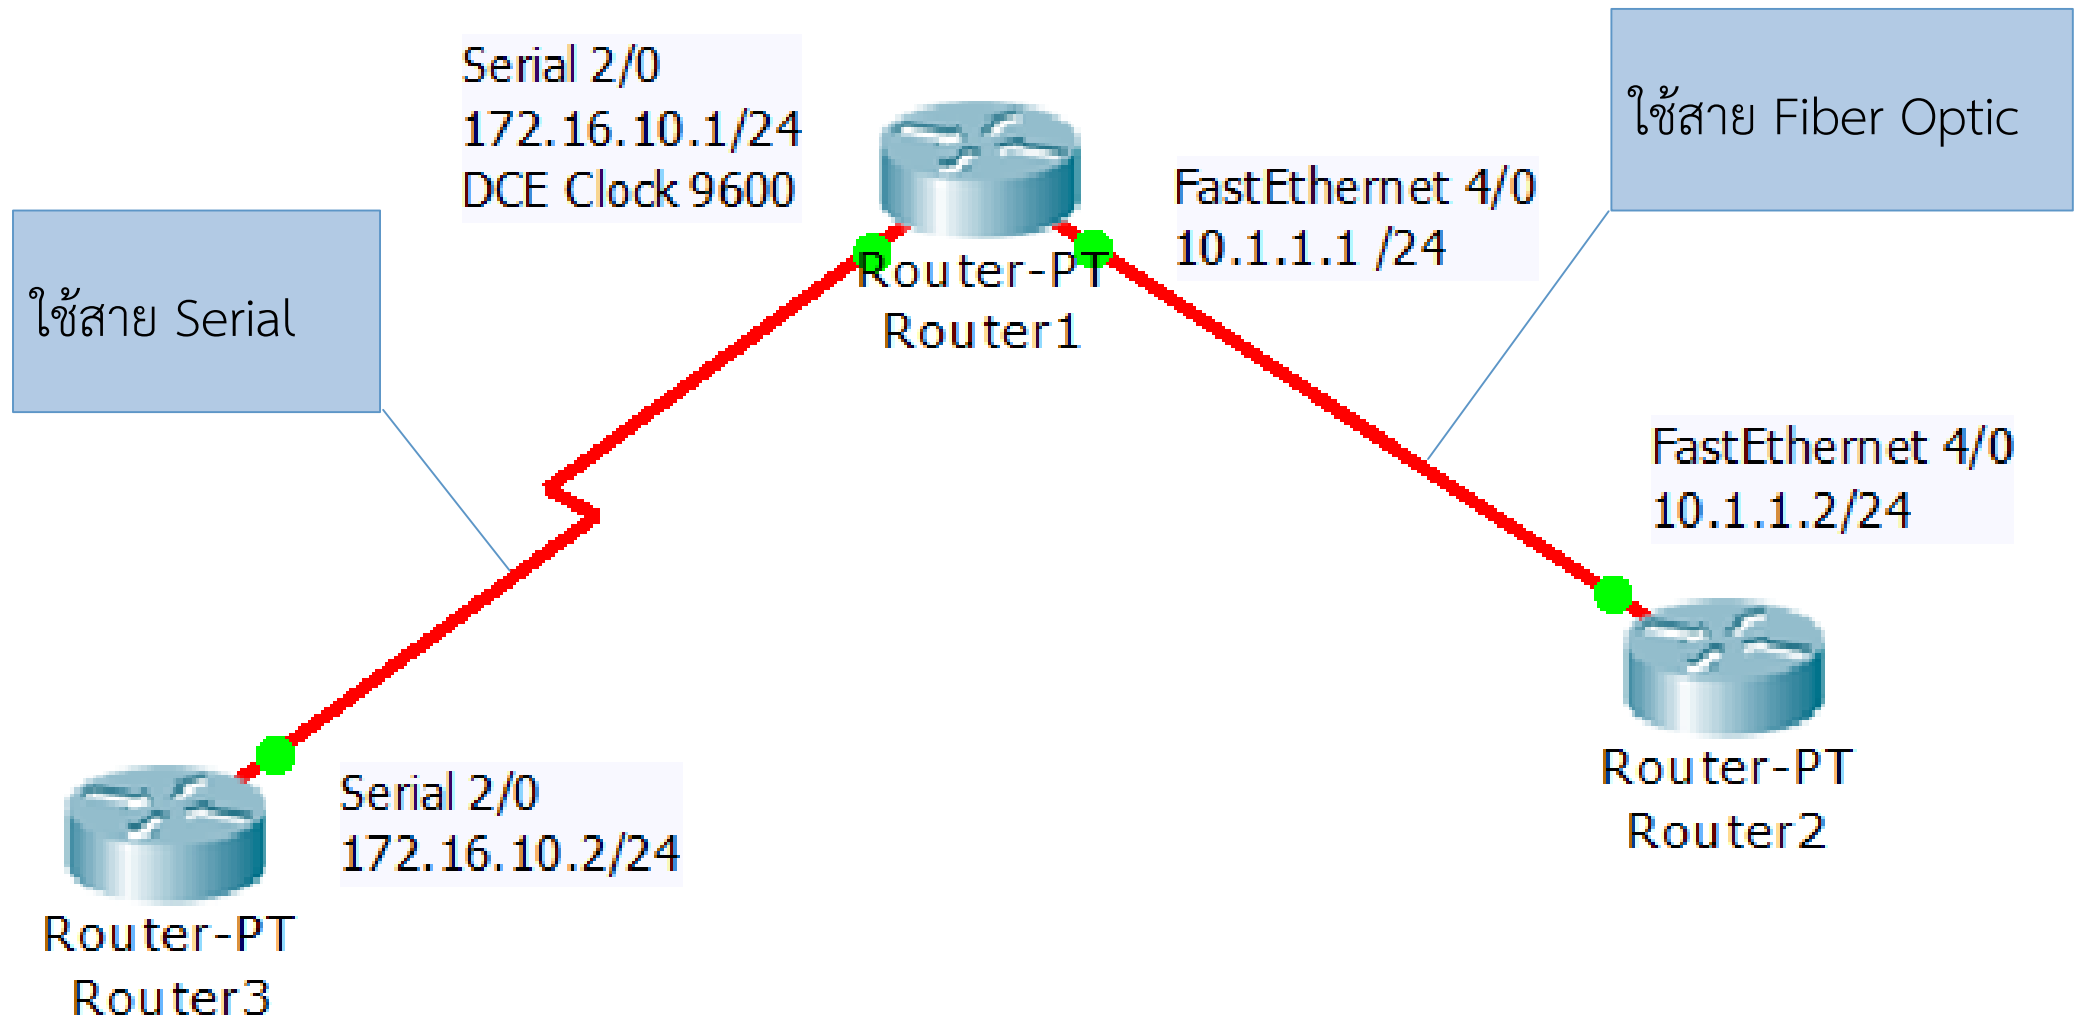 Serial 2/0
172.16.10.1/24
DCE Clock 9600
ใช้สาย Fiber Optic
FastEthernet 4/0
10.1.1.1 /24
Router-PT
Router1
ใช้สาย Serial
FastEthernet 4/0
10.1.1.2/24
Router-PT
Router2
Serial 2/0
172.16.10.2/24
Router-PT
Router3